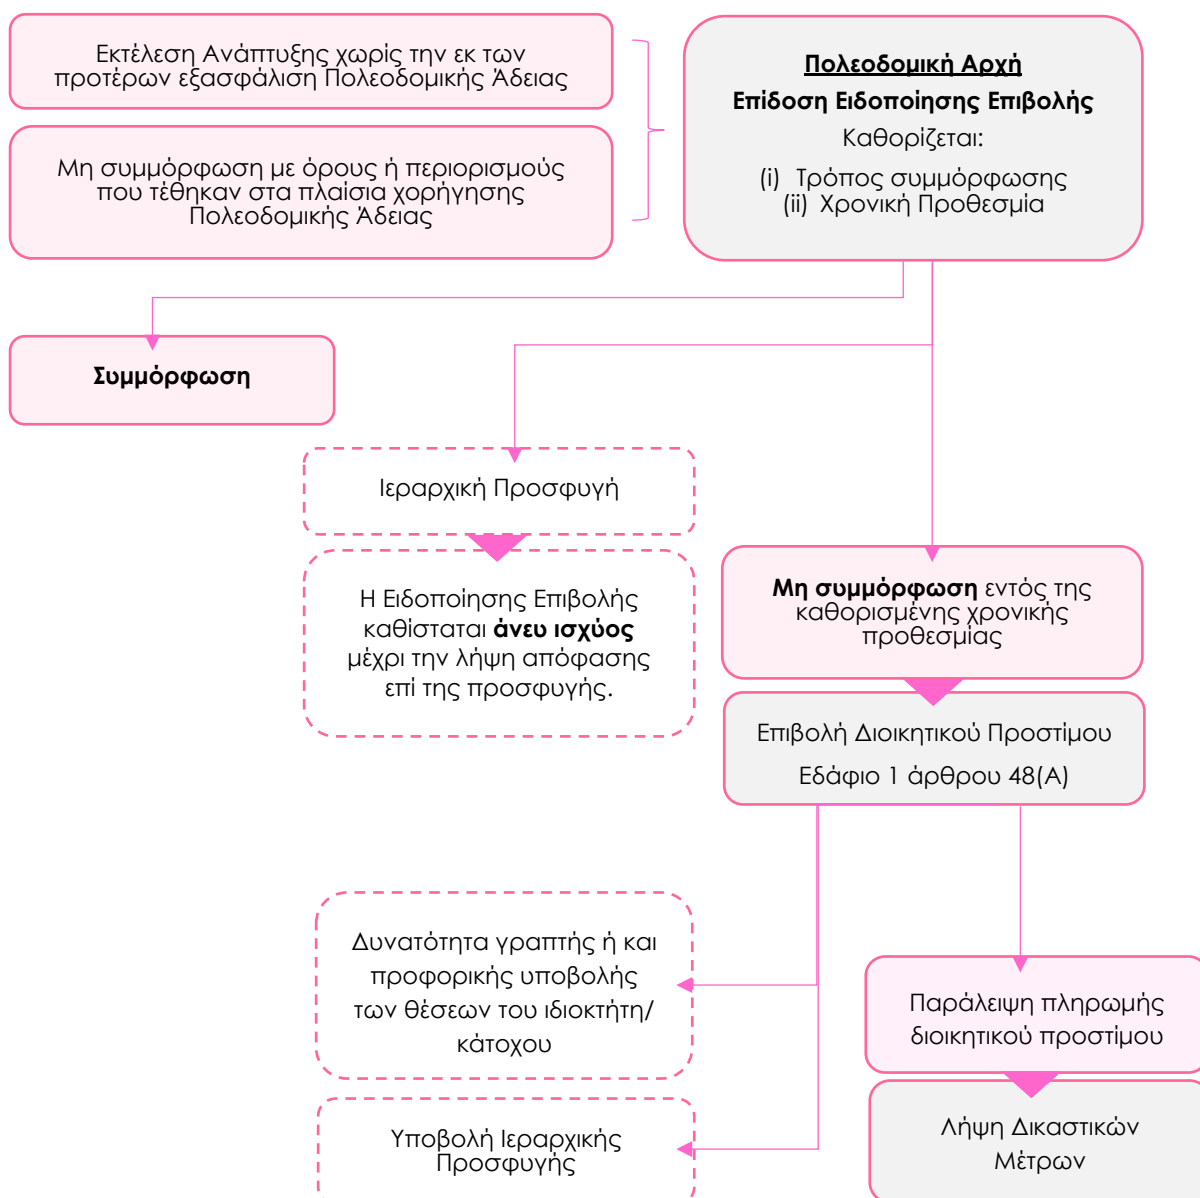 Εκτέλεση Ανάπτυξης χωρίς την εκ των
προτέρων εξασφάλιση Πολεοδομικής Άδειας
Μη συμμόρφωση με όρους ή περιορισμούς
που τέθηκαν στα πλαίσια χορήγησης
Πολεοδομικής Άδειας
Πολεοδομική Αρχή
Επίδοση Ειδοποίησης Επιβολής
Καθορίζεται:
(i) Τρόπος συμμόρφωσης
(ii) Χρονική Προθεσμία
Συμμόρφωση
Ιεραρχική Προσφυγή
Η Ειδοποίησης Επιβολής
καθίσταται άνευ ισχύος
μέχρι την λήψη απόφασης
επί της προσφυγής.
Μη συμμόρφωση εντός της
καθορισμένης χρονικής
προθεσμίας
Επιβολή Διοικητικού Προστίμου
Εδάφιο 1 άρθρου 48(Α)
Δυνατότητα γραπτής ή και
προφορικής υποβολής
των θέσεων του ιδιοκτήτη/
κάτοχου
Υποβολή Ιεραρχικής
Προσφυγής
Παράλειψη πληρωμής
διοικητικού προστίμου
Λήψη Δικαστικών
Μέτρων